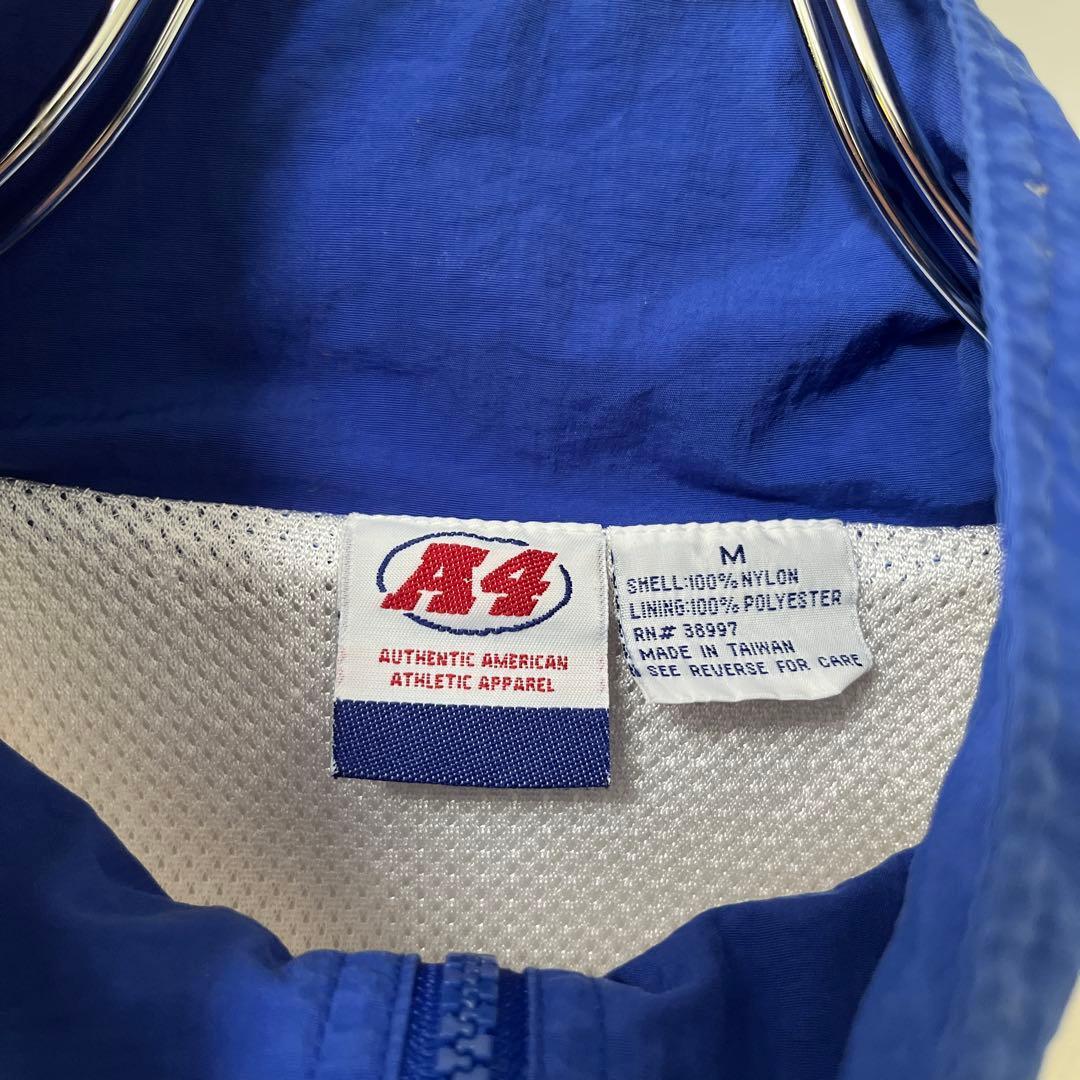 A4
AUTHENTIC AMERICAN
ATHLETIC APPAREL
M
SHELL:100% NYLON
LINING:100% POLYESTER
RN# 38997
MADE IN TAIWAN
SEE REVERSE FOR CARE